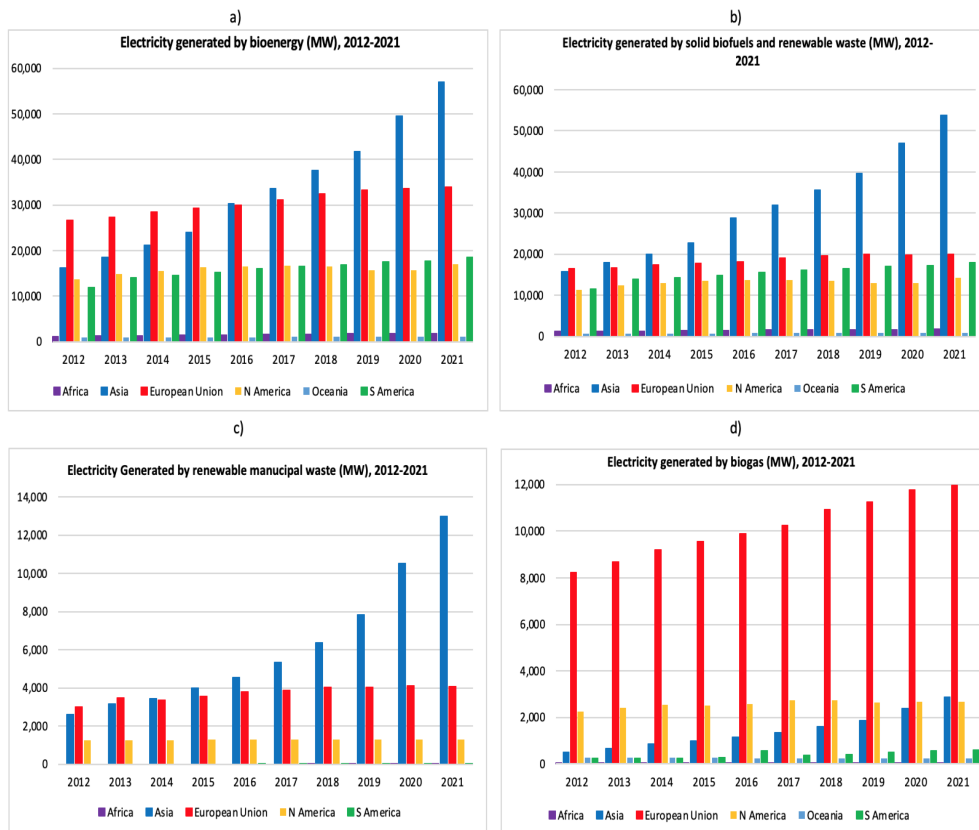 a)
Electricity generated by bioenergy (MW), 2012-2021
60,000
50,000
40,000
30,000
20,000
10,000
0
2012 2013 2014 2015 2016 2017 2018 2019 2020 2021
Africa Asia European Union N America Oceania S America
b)
Electricity generated by solid biofuels and renewable waste (MW), 2012-
2021
60,000
50,000
40,000
30,000
20,000
10,000
0
2012 2013 2014 2015 2016 2017 2018 2019 2020 2021
Africa Asia European Union N America Oceania S America
c)
Electricity Generated by renewable manucipal waste (MW), 2012-2021
14,000
12,000
10,000
8,000
6,000
4,000
2,000
0
2012 2013 2014 2015 2016 2017 2018 2019 2020 2021
Africa Asia European Union N America Oceania S America
d)
Electricity generated by biogas (MW), 2012-2021
12,000
10,000
8,000
6,000
4,000
2,000
0
2012 2013 2014 2015 2016 2017 2018 2019 2020 2021
Africa Asia European Union N America Oceania S America